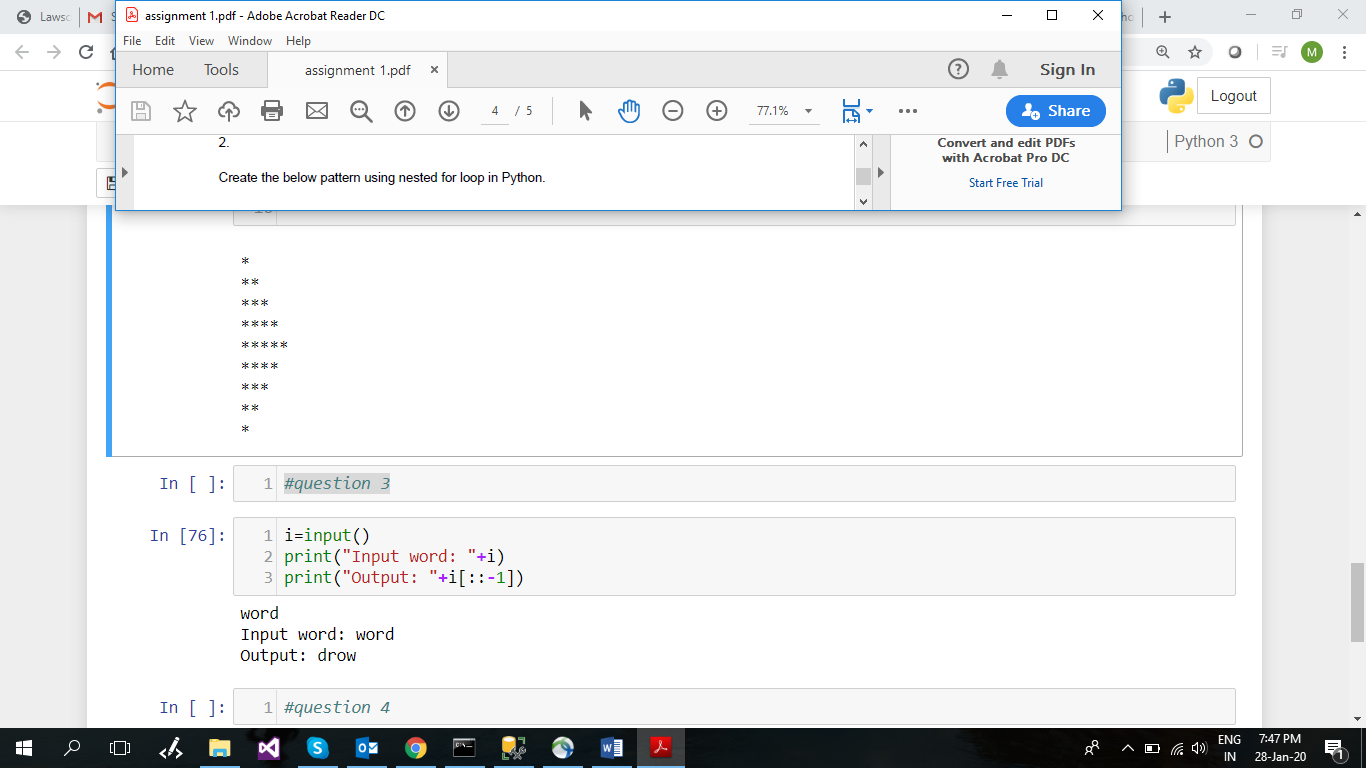 Laws
assignment 1.pdf - Adobe Acrobat Reader DC
File Edit View Window Help
Home Tools assignment 1.pdf × Sign In
4 / 5 77.1% Share
M
Logout
Python 3
2.
Create the below pattern using nested for loop in Python.
Convert and edit PDFs
with Acrobat Pro DC
Start Free Trial
*
**
***
****
*****
****
***
**
*
In [ ]: 1 #question 3
In [76]: 1 i=input()
2 print("Input word: "+i)
3 print("Output: "+i[::-1])
word
Input word: word
Output: drow
In [ ]: 1 #question 4
ENG 7:47 PM
IN 28-Jan-20 1